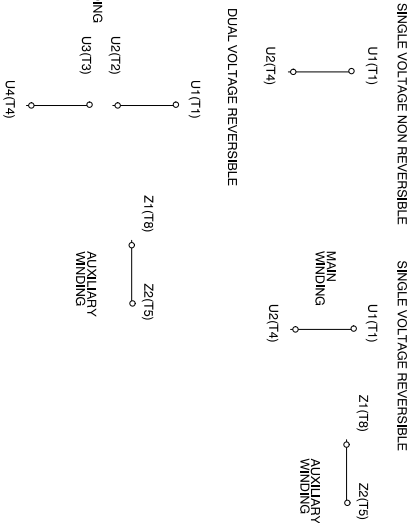 SINGLE VOLTAGE NON REVERSIBLE
U1(T1)
U2(T4)
SINGLE VOLTAGE REVERSIBLE
U1(T1)
MAIN
WINDING
U2(T4)
Z1(T8)
Z2(T5)
AUXILIARY
WINDING
DUAL VOLTAGE REVERSIBLE
U1(T1)
U2(T2)
U3(T3)
U4(T4)
Z1(T8)
Z2(T5)
AUXILIARY
WINDING